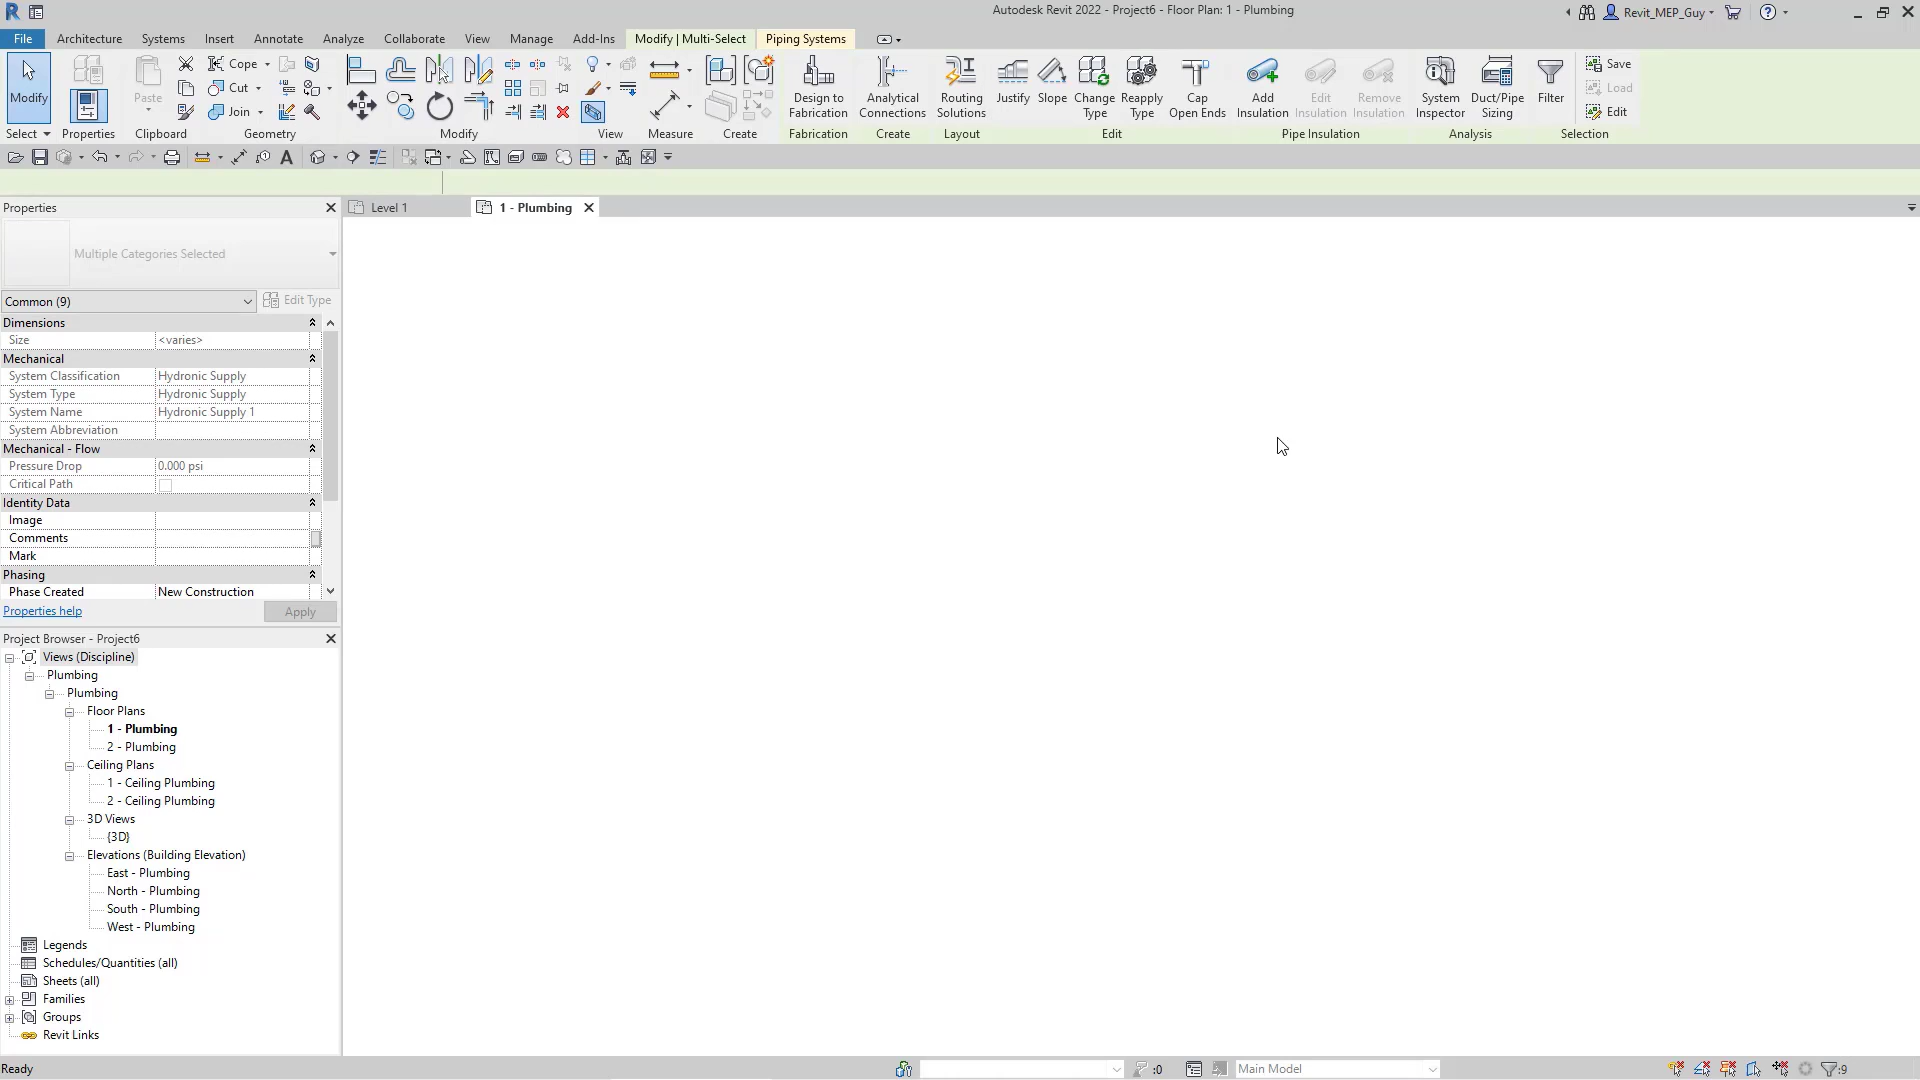 Autodesk Revit 2022 - Project6 - Floor Plan: 1 - Plumbing
Revit_MEP_Guy
File Architecture Systems Insert Annotate Analyze Collaborate View Manage Add-Ins Modify | Multi-Select Piping Systems
Modify
Paste
Cope
Cut
Join
Design to Fabrication
Analytical Connections
Routing Solutions
Justify
Slope
Change Type
Reapply Type
Cap Open Ends
Add Insulation
Edit Insulation
Remove Insulation
System Inspector
Duct/Pipe Sizing
Filter
Save
Load
Edit
Select Properties Clipboard Geometry Modify View Measure Create Fabrication Create Layout Edit Pipe Insulation Analysis Selection
Properties
Level 1
1 - Plumbing
Multiple Categories Selected
Common (9)
Edit Type
Dimensions
Size <varies>
Mechanical
System Classification Hydronic Supply
System Type Hydronic Supply
System Name Hydronic Supply 1
System Abbreviation
Mechanical - Flow
Pressure Drop 0.000 psi
Critical Path
Identity Data
Image
Comments
Mark
Phasing
Phase Created New Construction
Properties help
Apply
Project Browser - Project6
Views (Discipline)
Plumbing
Plumbing
Floor Plans
1 - Plumbing
2 - Plumbing
Ceiling Plans
1 - Ceiling Plumbing
2 - Ceiling Plumbing
3D Views
{3D}
Elevations (Building Elevation)
East - Plumbing
North - Plumbing
South - Plumbing
West - Plumbing
Legends
Schedules/Quantities (all)
Sheets (all)
Families
Groups
Revit Links
Ready
:0
Main Model
:9